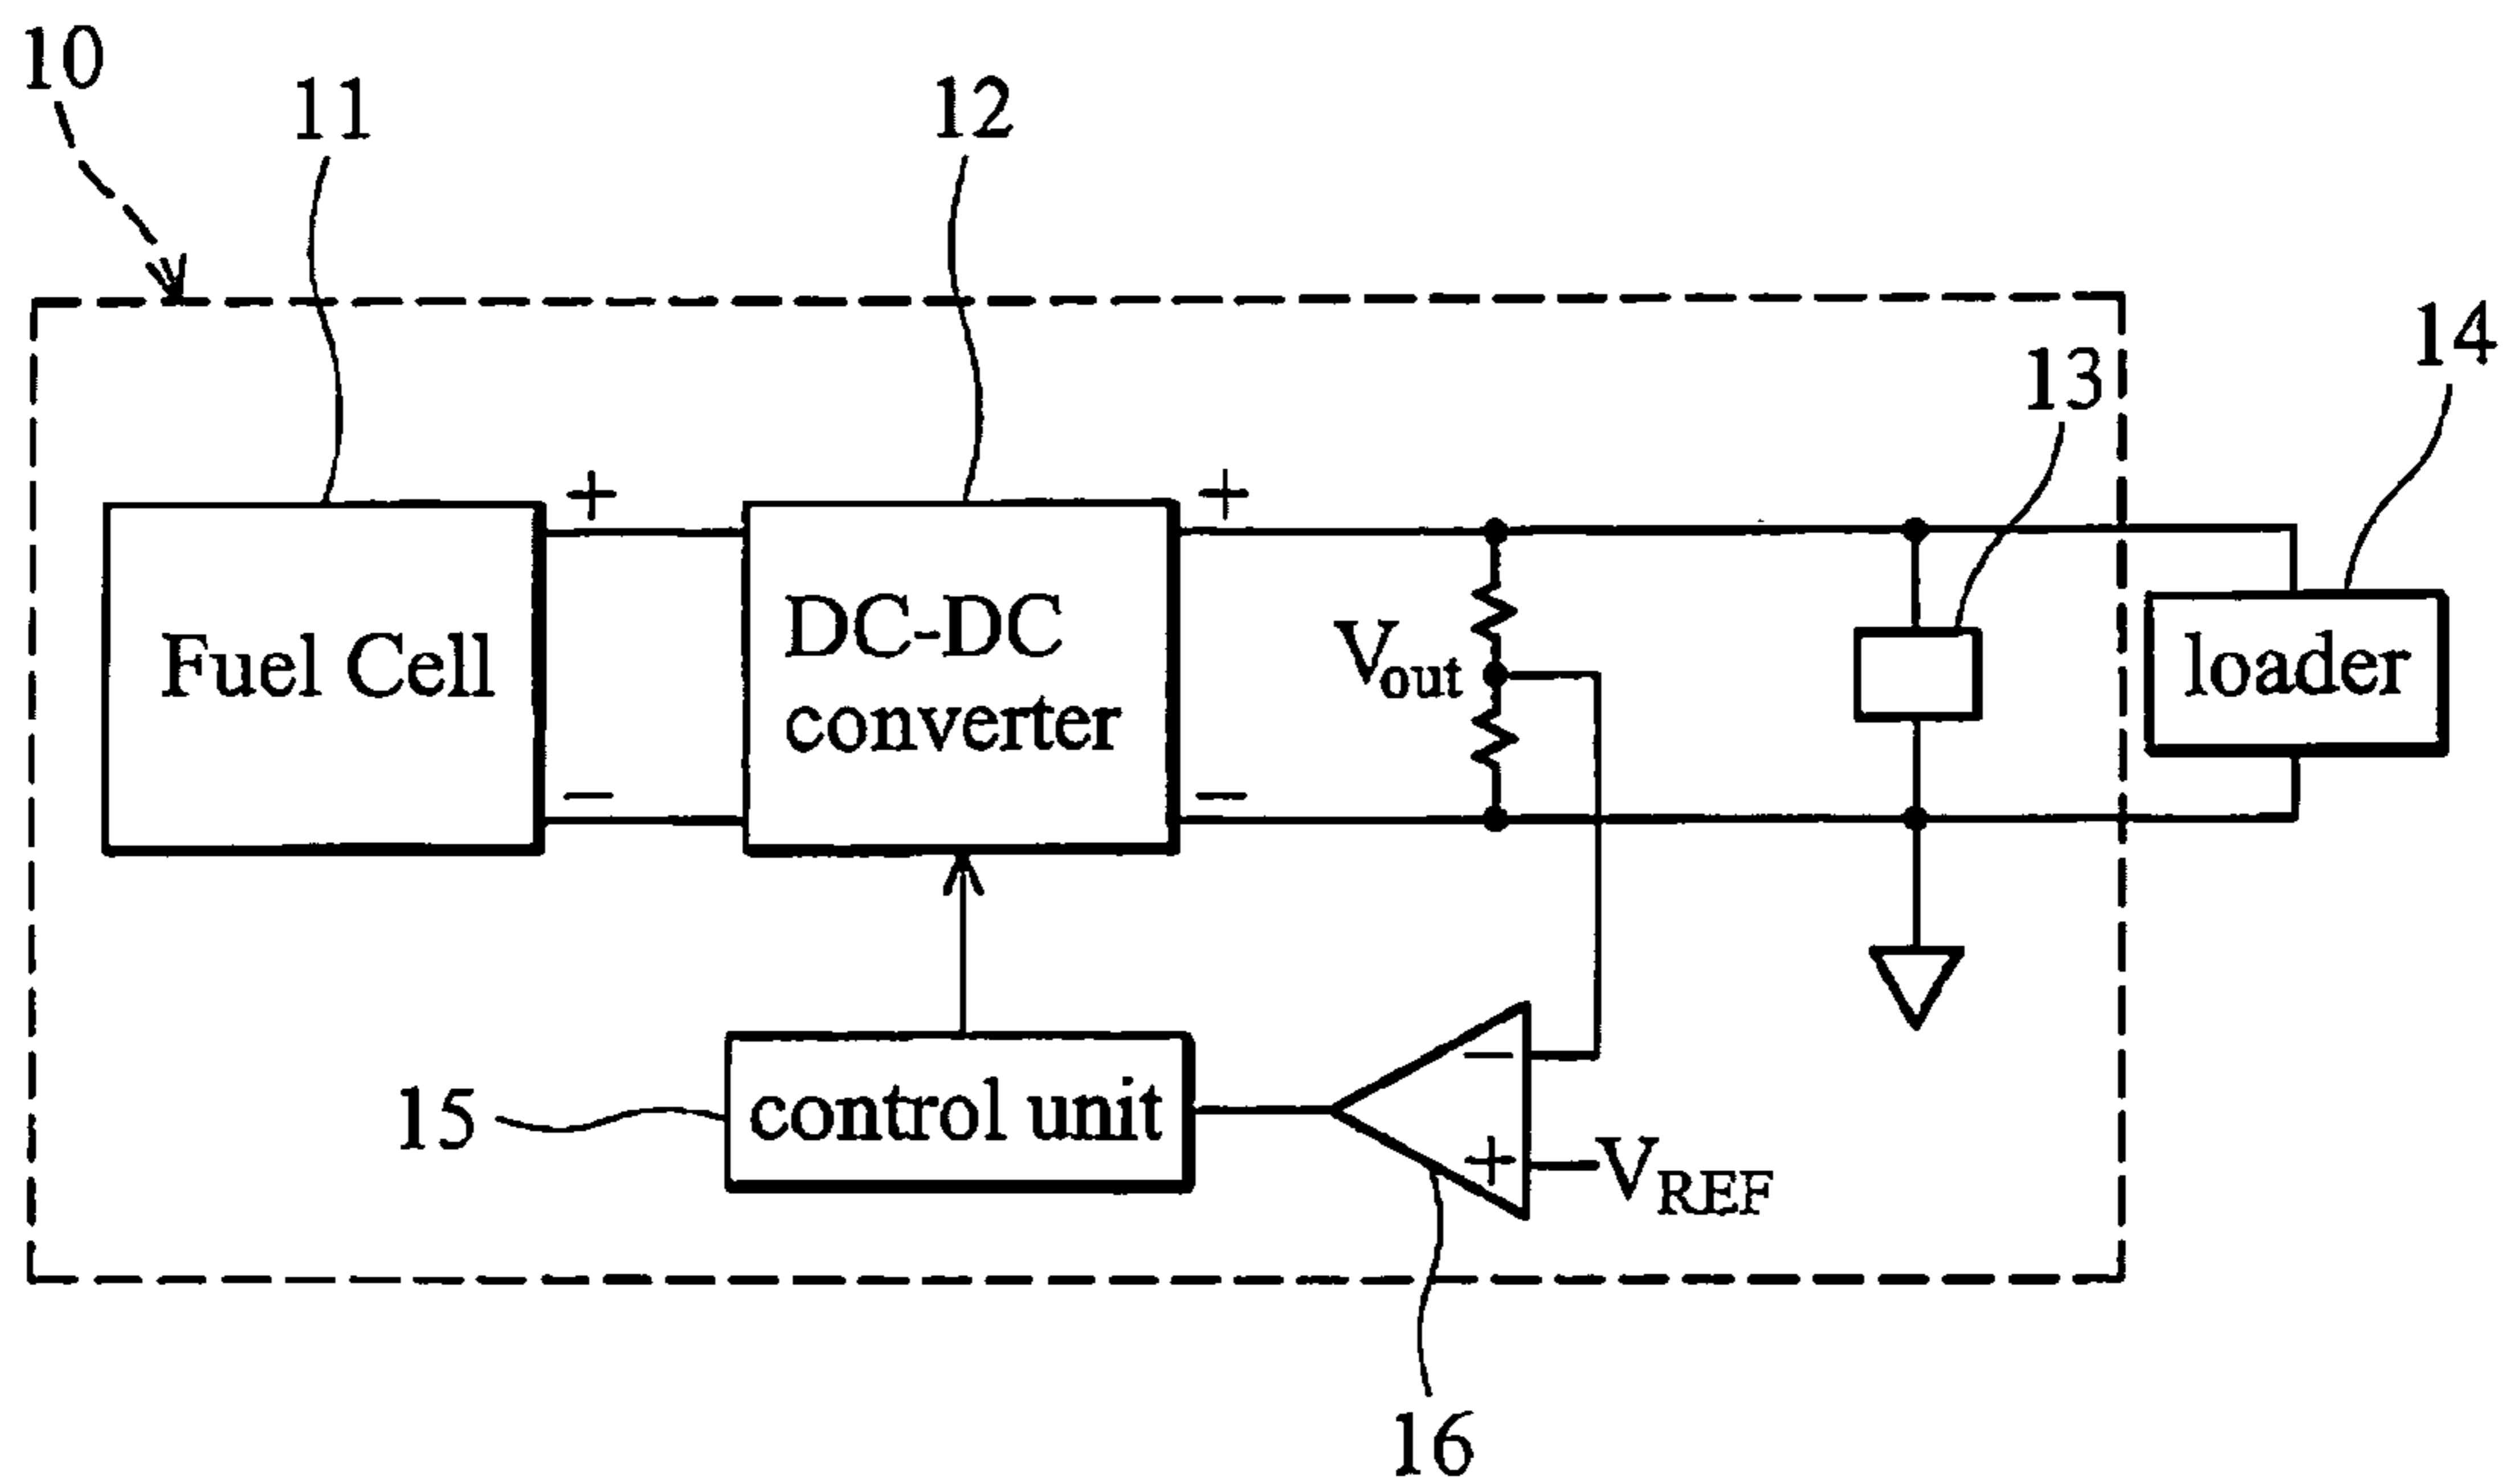 10
11
12
13
14
+
+
Fuel Cell
DC-DC
converter
Vout
loader
−
−
15
control unit
−
+
VREF
16